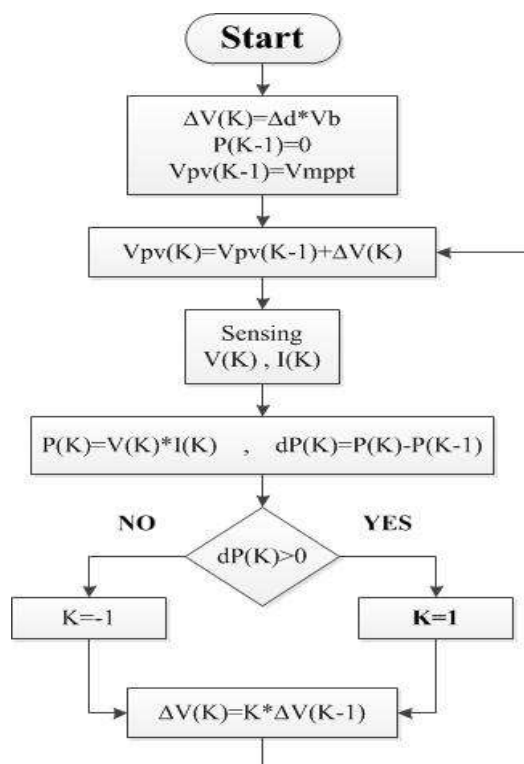 Start
ΔV(K)=Δd*Vb
P(K-1)=0
Vpv(K-1)=Vmppt
Vpv(K)=Vpv(K-1)+ΔV(K)
Sensing
V(K) , I(K)
P(K)=V(K)*I(K) , dP(K)=P(K)-P(K-1)
NO
YES
dP(K)>0
K=-1
K=1
ΔV(K)=K*ΔV(K-1)